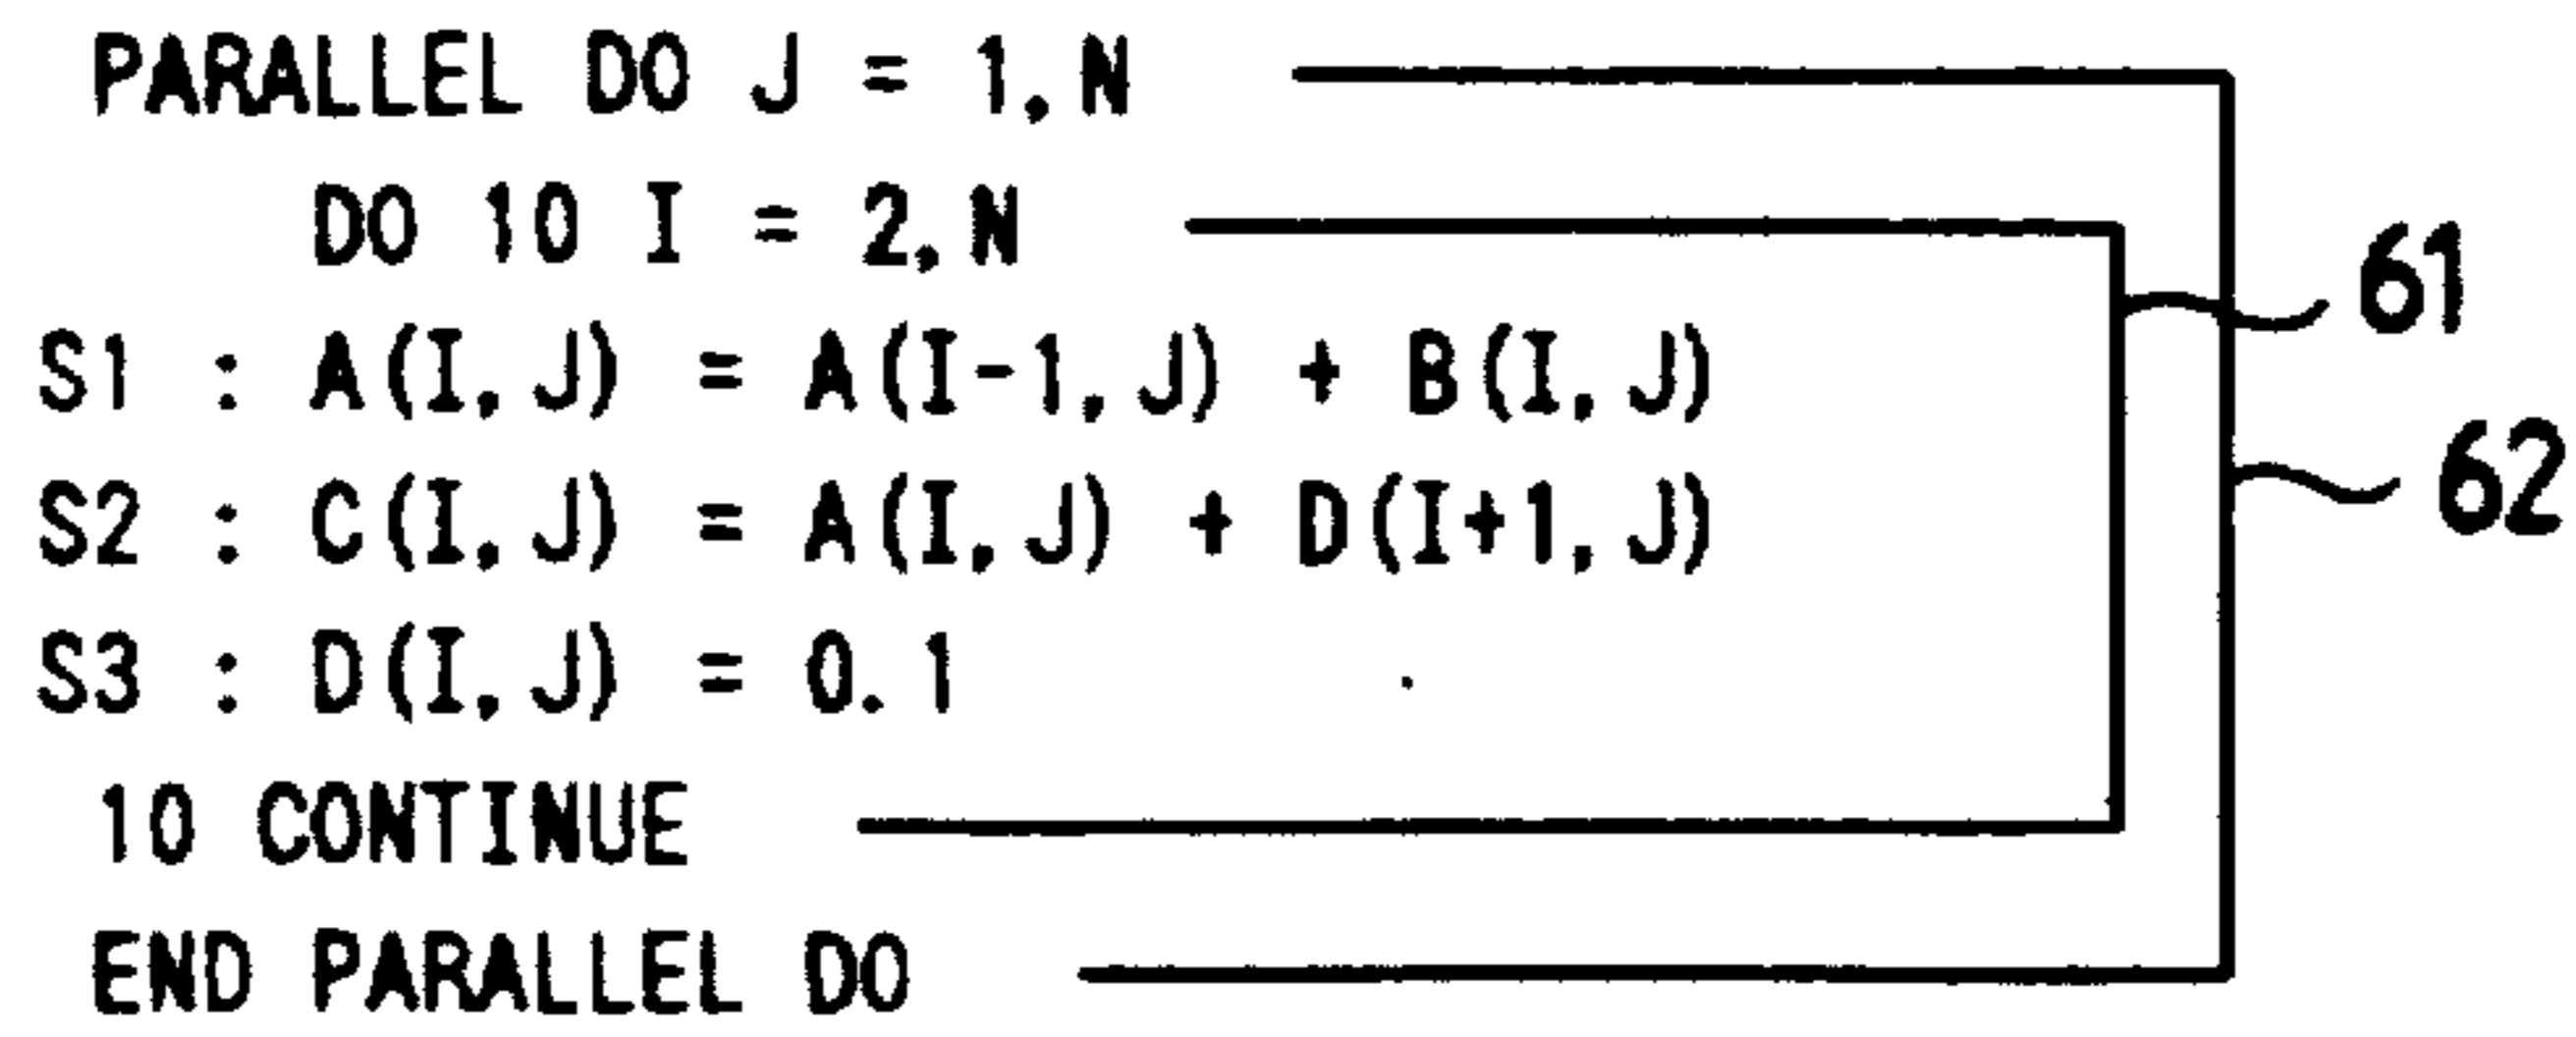 PARALLEL DO J = 1,N
DO 10 I = 2,N
S1 : A(I,J) = A(I-1,J) + B(I,J)
S2 : C(I,J) = A(I,J) + D(I+1,J)
S3 : D(I,J) = 0.1
10 CONTINUE
END PARALLEL DO
61
62